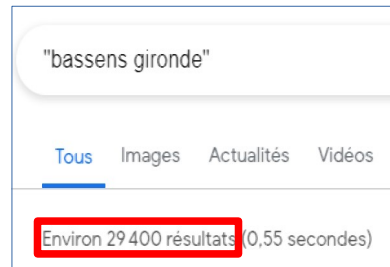 "bassens gironde"
Tous Images Actualités Vidéos
Environ 29 400 résultats (0,55 secondes)